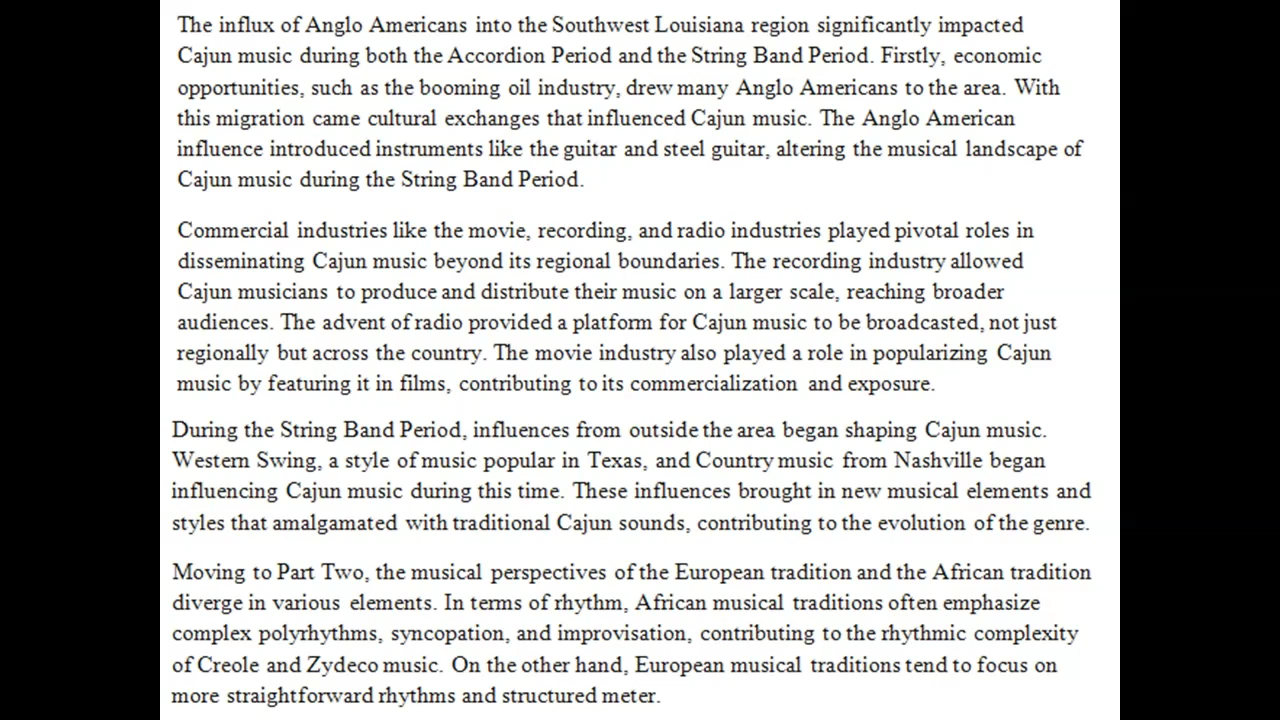 The influx of Anglo Americans into the Southwest Louisiana region significantly impacted
Cajun music during both the Accordion Period and the String Band Period. Firstly, economic
opportunities, such as the booming oil industry, drew many Anglo Americans to the area. With
this migration came cultural exchanges that influenced Cajun music. The Anglo American
influence introduced instruments like the guitar and steel guitar, altering the musical landscape of
Cajun music during the String Band Period.
Commercial industries like the movie, recording, and radio industries played pivotal roles in
disseminating Cajun music beyond its regional boundaries. The recording industry allowed
Cajun musicians to produce and distribute their music on a larger scale, reaching broader
audiences. The advent of radio provided a platform for Cajun music to be broadcasted, not just
regionally but across the country. The movie industry also played a role in popularizing Cajun
music by featuring it in films, contributing to its commercialization and exposure.
During the String Band Period, influences from outside the area began shaping Cajun music.
Western Swing, a style of music popular in Texas, and Country music from Nashville began
influencing Cajun music during this time. These influences brought in new musical elements and
styles that amalgamated with traditional Cajun sounds, contributing to the evolution of the genre.
Moving to Part Two, the musical perspectives of the European tradition and the African tradition
diverge in various elements. In terms of rhythm, African musical traditions often emphasize
complex polyrhythms, syncopation, and improvisation, contributing to the rhythmic complexity
of Creole and Zydeco music. On the other hand, European musical traditions tend to focus on
more straightforward rhythms and structured meter.